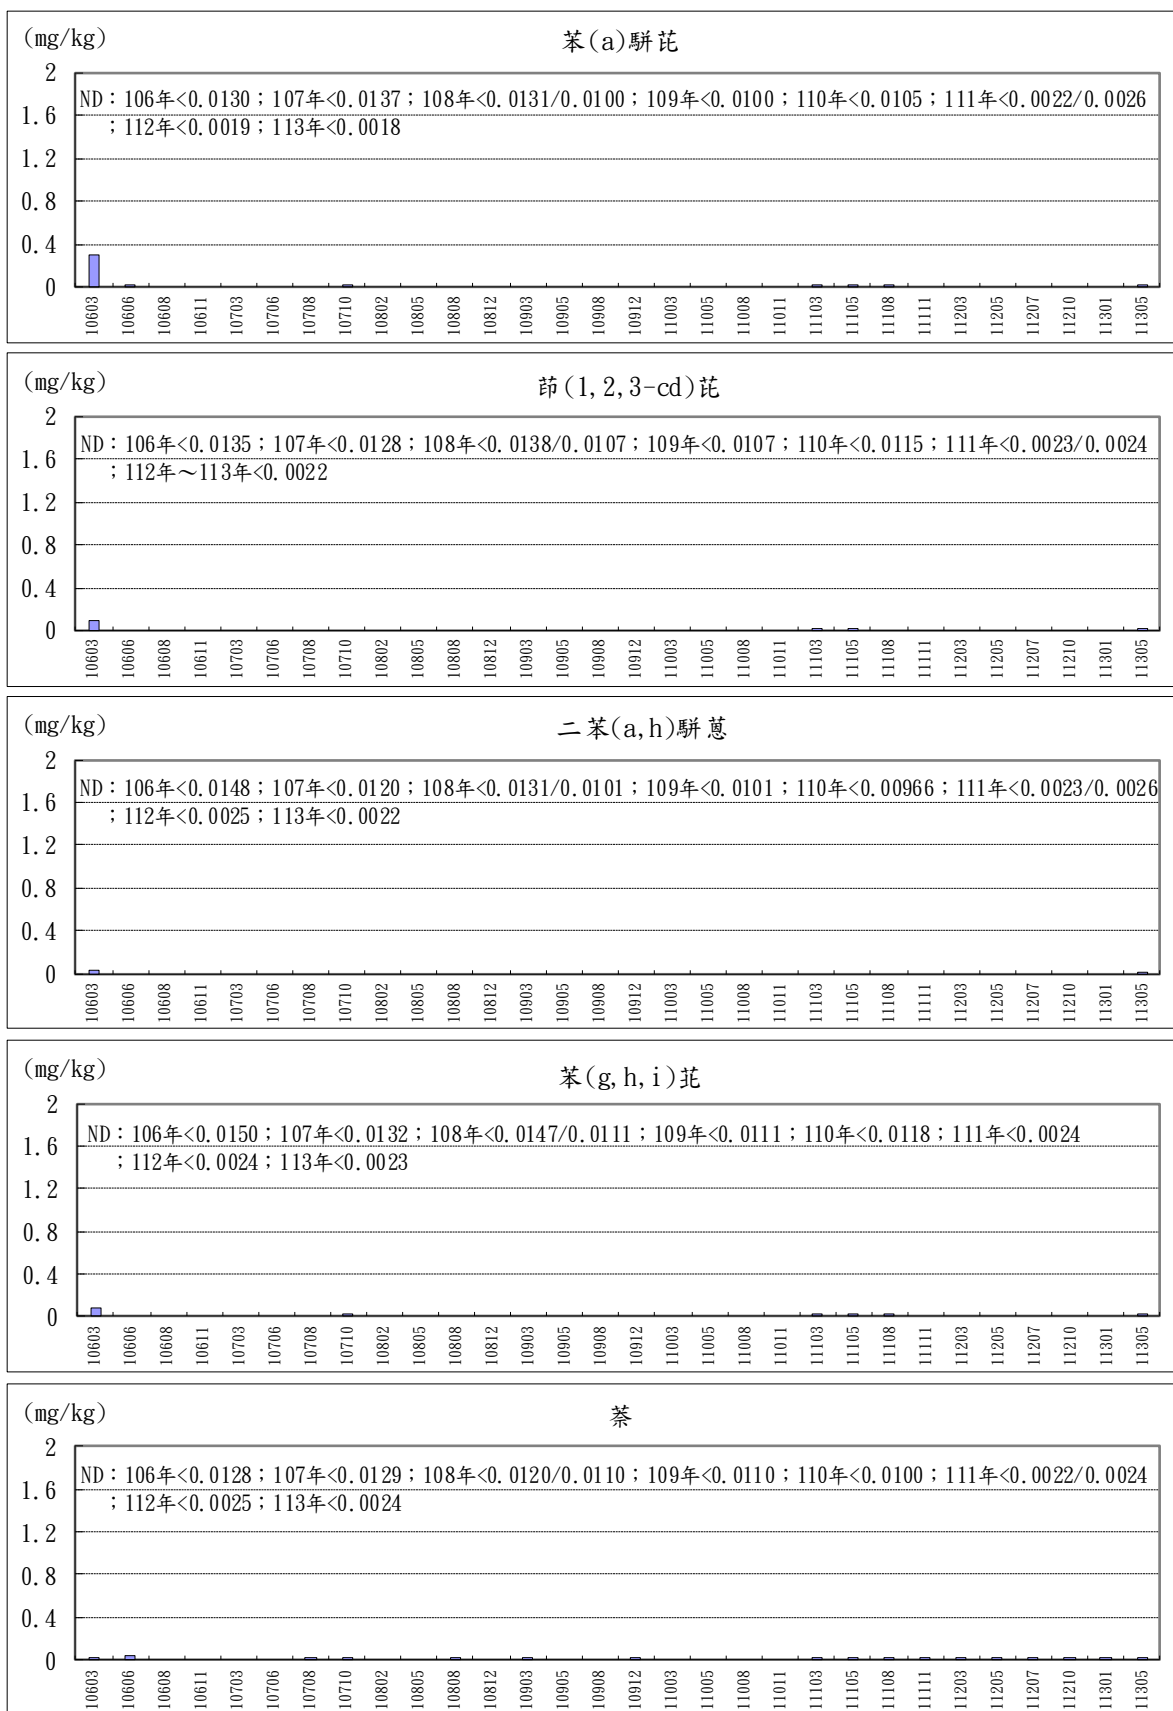 (mg/kg)
苯(a)駢芘
2
ND：106年<0.0130；107年<0.0137；108年<0.0131/0.0100；109年<0.0100；110年<0.0105；111年<0.0022/0.0026
1.6
；112年<0.0019；113年<0.0018
1.2
0.8
0.4
0
10603 10606 10608 10611 10703 10706 10708 10710 10802 10805 10808 10812 10903 10905 10908 10912 11003 11005 11008 11011 11103 11105 11108 11111 11203 11205 11207 11210 11301 11305
(mg/kg)
茚(1,2,3-cd)芘
2
ND：106年<0.0135；107年<0.0128；108年<0.0138/0.0107；109年<0.0107；110年<0.0115；111年<0.0023/0.0024
1.6
；112年～113年<0.0022
1.2
0.8
0.4
0
10603 10606 10608 10611 10703 10706 10708 10710 10802 10805 10808 10812 10903 10905 10908 10912 11003 11005 11008 11011 11103 11105 11108 11111 11203 11205 11207 11210 11301 11305
(mg/kg)
二苯(a,h)駢蒽
2
ND：106年<0.0148；107年<0.0120；108年<0.0131/0.0101；109年<0.0101；110年<0.00966；111年<0.0023/0.0026
1.6
；112年<0.0025；113年<0.0022
1.2
0.8
0.4
0
10603 10606 10608 10611 10703 10706 10708 10710 10802 10805 10808 10812 10903 10905 10908 10912 11003 11005 11008 11011 11103 11105 11108 11111 11203 11205 11207 11210 11301 11305
(mg/kg)
苯(g,h,i)苝
2
ND：106年<0.0150；107年<0.0132；108年<0.0147/0.0111；109年<0.0111；110年<0.0118；111年<0.0024
1.6
；112年<0.0024；113年<0.0023
1.2
0.8
0.4
0
10603 10606 10608 10611 10703 10706 10708 10710 10802 10805 10808 10812 10903 10905 10908 10912 11003 11005 11008 11011 11103 11105 11108 11111 11203 11205 11207 11210 11301 11305
(mg/kg)
萘
2
ND：106年<0.0128；107年<0.0129；108年<0.0120/0.0110；109年<0.0110；110年<0.0100；111年<0.0022/0.0024
1.6
；112年<0.0025；113年<0.0024
1.2
0.8
0.4
0
10603 10606 10608 10611 10703 10706 10708 10710 10802 10805 10808 10812 10903 10905 10908 10912 11003 11005 11008 11011 11103 11105 11108 11111 11203 11205 11207 11210 11301 11305